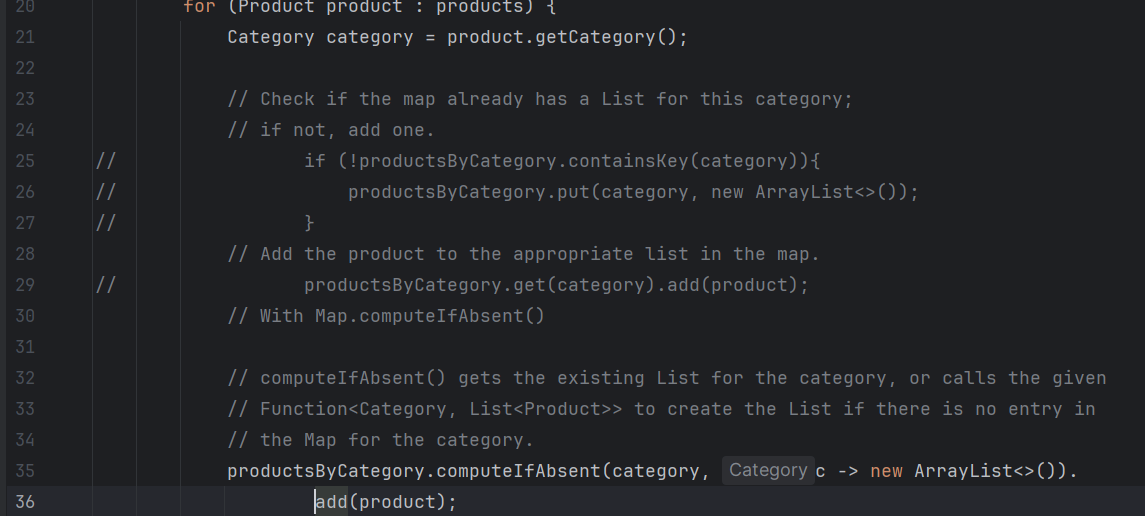 20 for (Product product : products) {
21 Category category = product.getCategory();
22
23 // Check if the map already has a List for this category;
24 // if not, add one.
25 // if (!productsByCategory.containsKey(category)){
26 // productsByCategory.put(category, new ArrayList<>());
27 // }
28 // Add the product to the appropriate list in the map.
29 // productsByCategory.get(category).add(product);
30 // With Map.computeIfAbsent()
31
32 // computeIfAbsent() gets the existing List for the category, or calls the given
33 // Function<Category, List<Product>> to create the List if there is no entry in
34 // the Map for the category.
35 productsByCategory.computeIfAbsent(category, Category c -> new ArrayList<>()).
36 add(product);